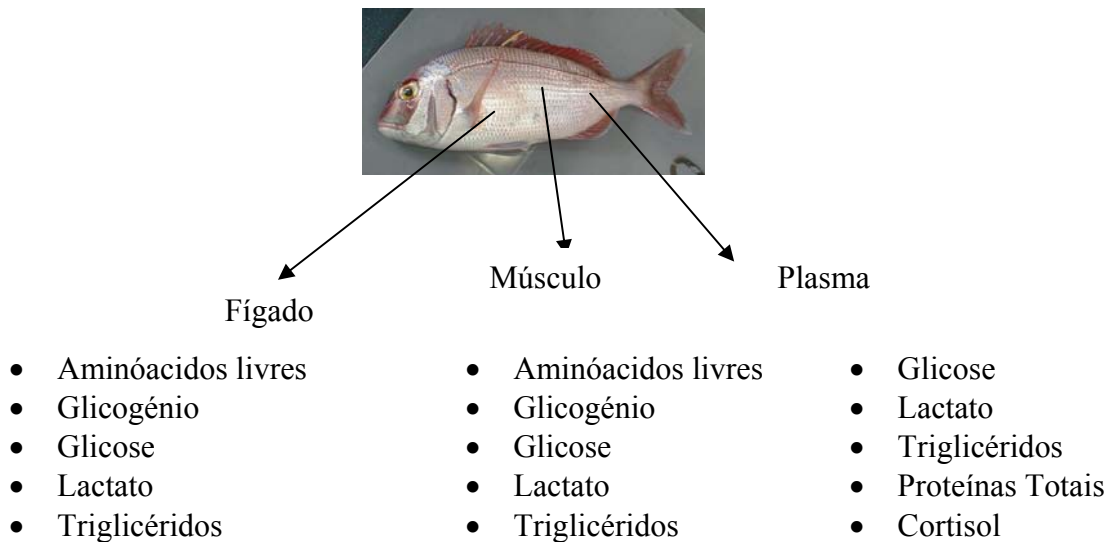 Músculo
Plasma
Fígado
• Aminóacidos livres
• Glicogénio
• Glicose
• Lactato
• Triglicéridos
• Aminóacidos livres
• Glicogénio
• Glicose
• Lactato
• Triglicéridos
• Glicose
• Lactato
• Triglicéridos
• Proteínas Totais
• Cortisol